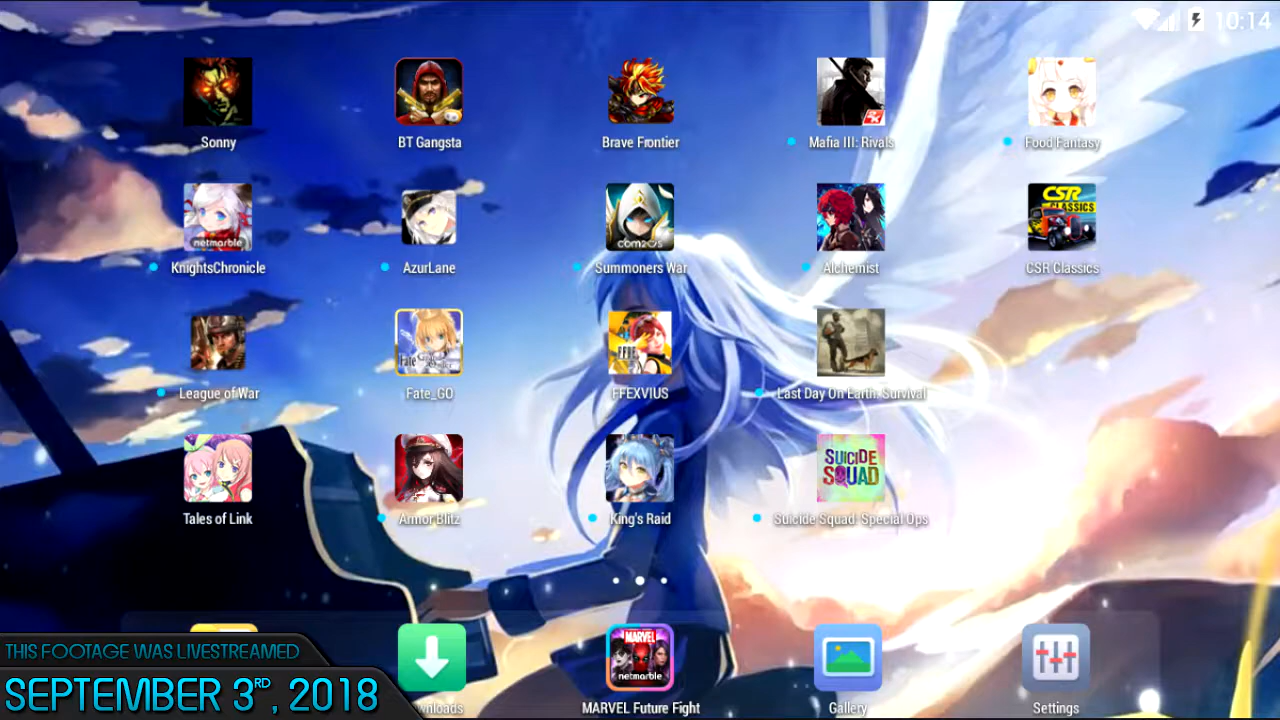 10:14
Sonny
BT Gangsta
Brave Frontier
Mafia III: Rivals
Food Fantasy
netmarble
com2us
CSR
CLASSICS
KnightsChronicle
AzurLane
Summoners War
Alchemist
CSR Classics
Fate
FFBE
League of War
Fate_GO
FFEXVIUS
Last Day On Earth: Survival
SUICIDE
SQUAD
Tales of Link
Armor Blitz
King's Raid
Suicide Squad: Special Ops
MARVEL
netmarble
THIS FOOTAGE WAS LIVESTREAMED
SEPTEMBER 3RD, 2018
MARVEL Future Fight
Gallery
Settings